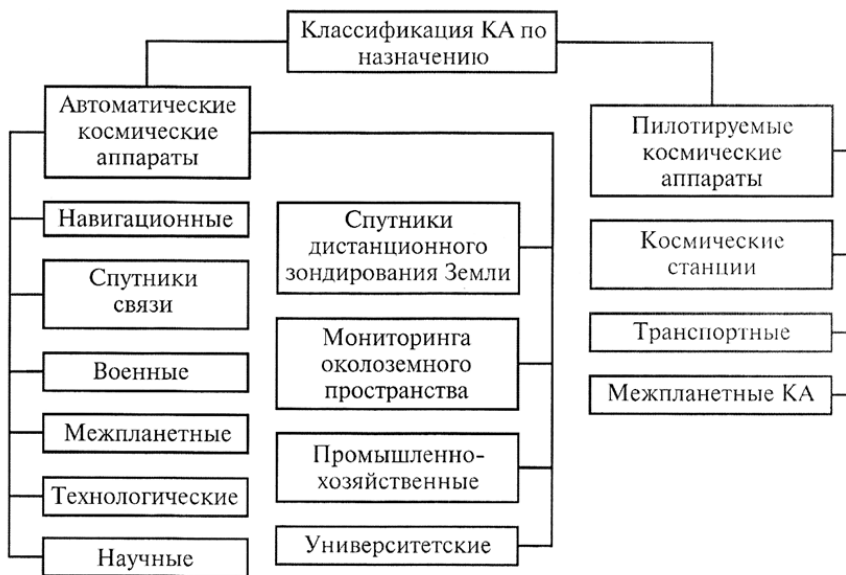 Классификация КА по
назначению
Автоматические
космические
аппараты
Навигационные
Спутники
связи
Военные
Межпланетные
Технологические
Научные
Спутники
дистанционного
зондирования Земли
Мониторинга
околоземного
пространства
Промышленно-
хозяйственные
Университетские
Пилотируемые
космические
аппараты
Космические
станции
Транспортные
Межпланетные КА